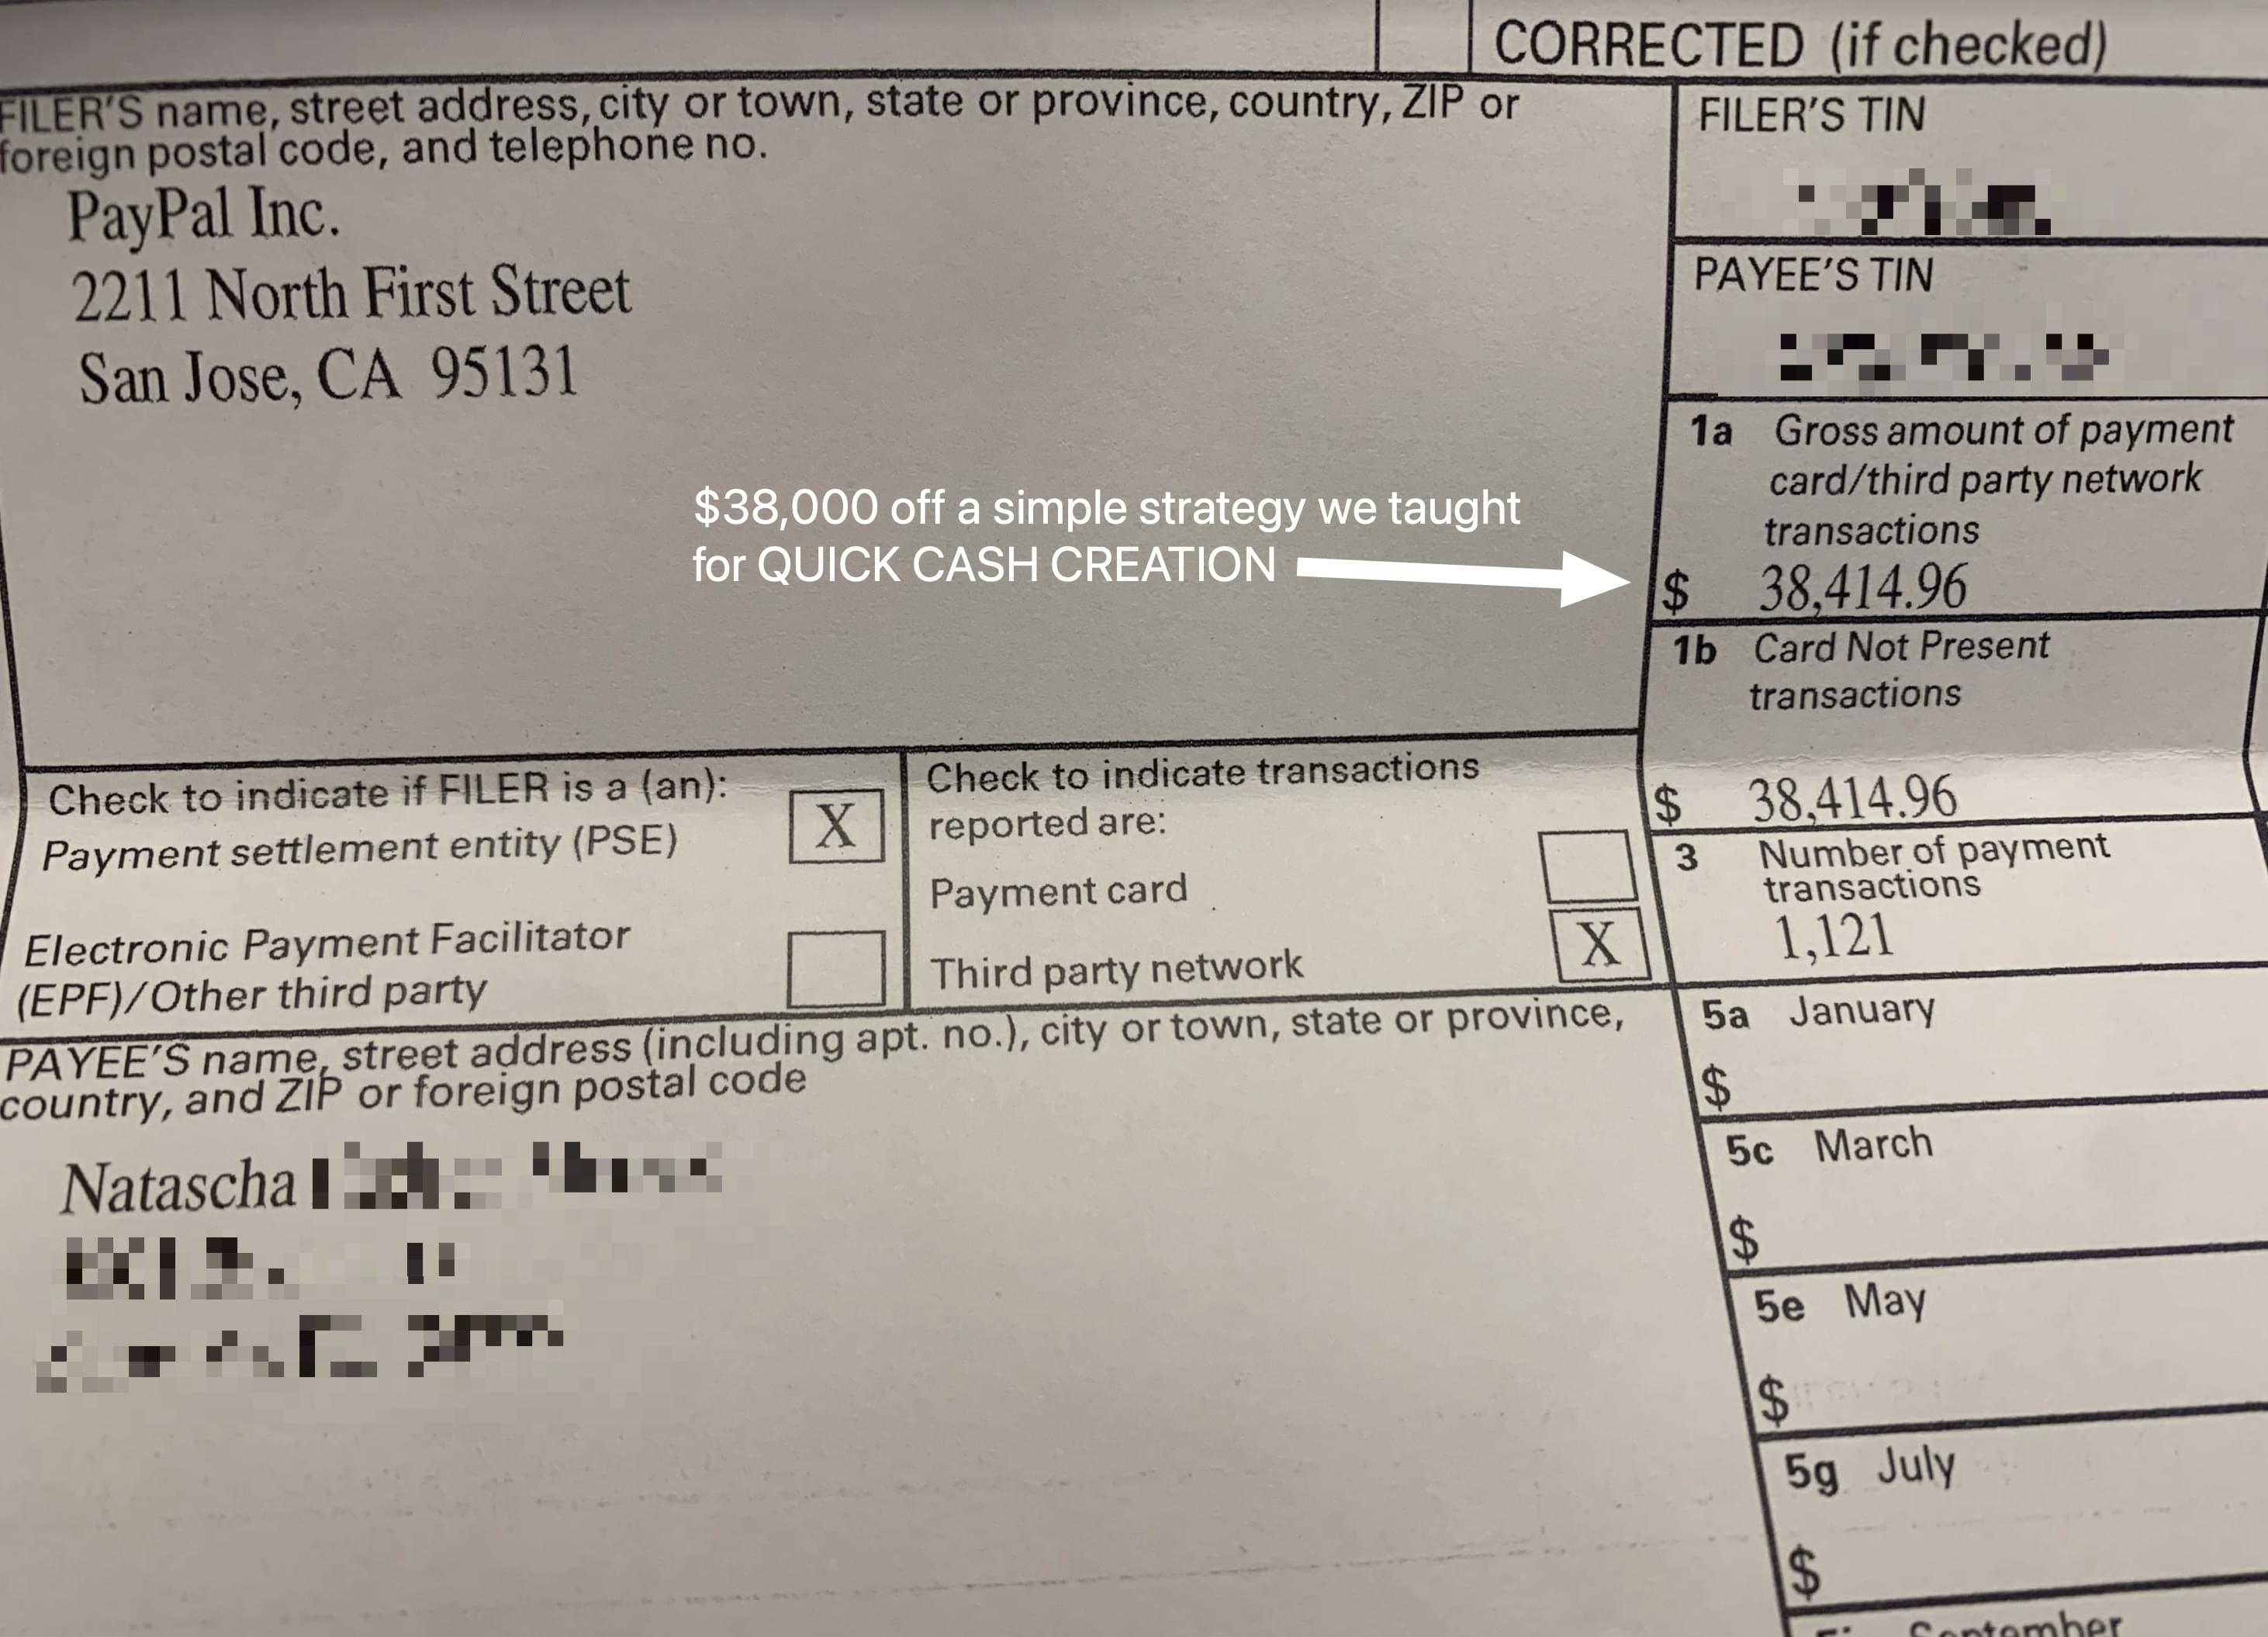 CORRECTED (if checked)
FILER'S name, street address, city or town, state or province, country, ZIP or
foreign postal code, and telephone no.
PayPal Inc.
2211 North First Street
San Jose, CA 95131
FILER'S TIN
PAYEE'S TIN
$38,000 off a simple strategy we taught
for QUICK CASH CREATION
1a Gross amount of payment
card/third party network
transactions
$ 38,414.96
1b Card Not Present
transactions
$ 38,414.96
Check to indicate if FILER is a (an):
Payment settlement entity (PSE) X
Electronic Payment Facilitator
(EPF)/Other third party
Check to indicate transactions
reported are:
Payment card
Third party network X
3 Number of payment
transactions
1,121
PAYEE'S name, street address (including apt. no.), city or town, state or province,
country, and ZIP or foreign postal code
Natascha
5a January
$
5c March
$
5e May
$
5g July
$
September